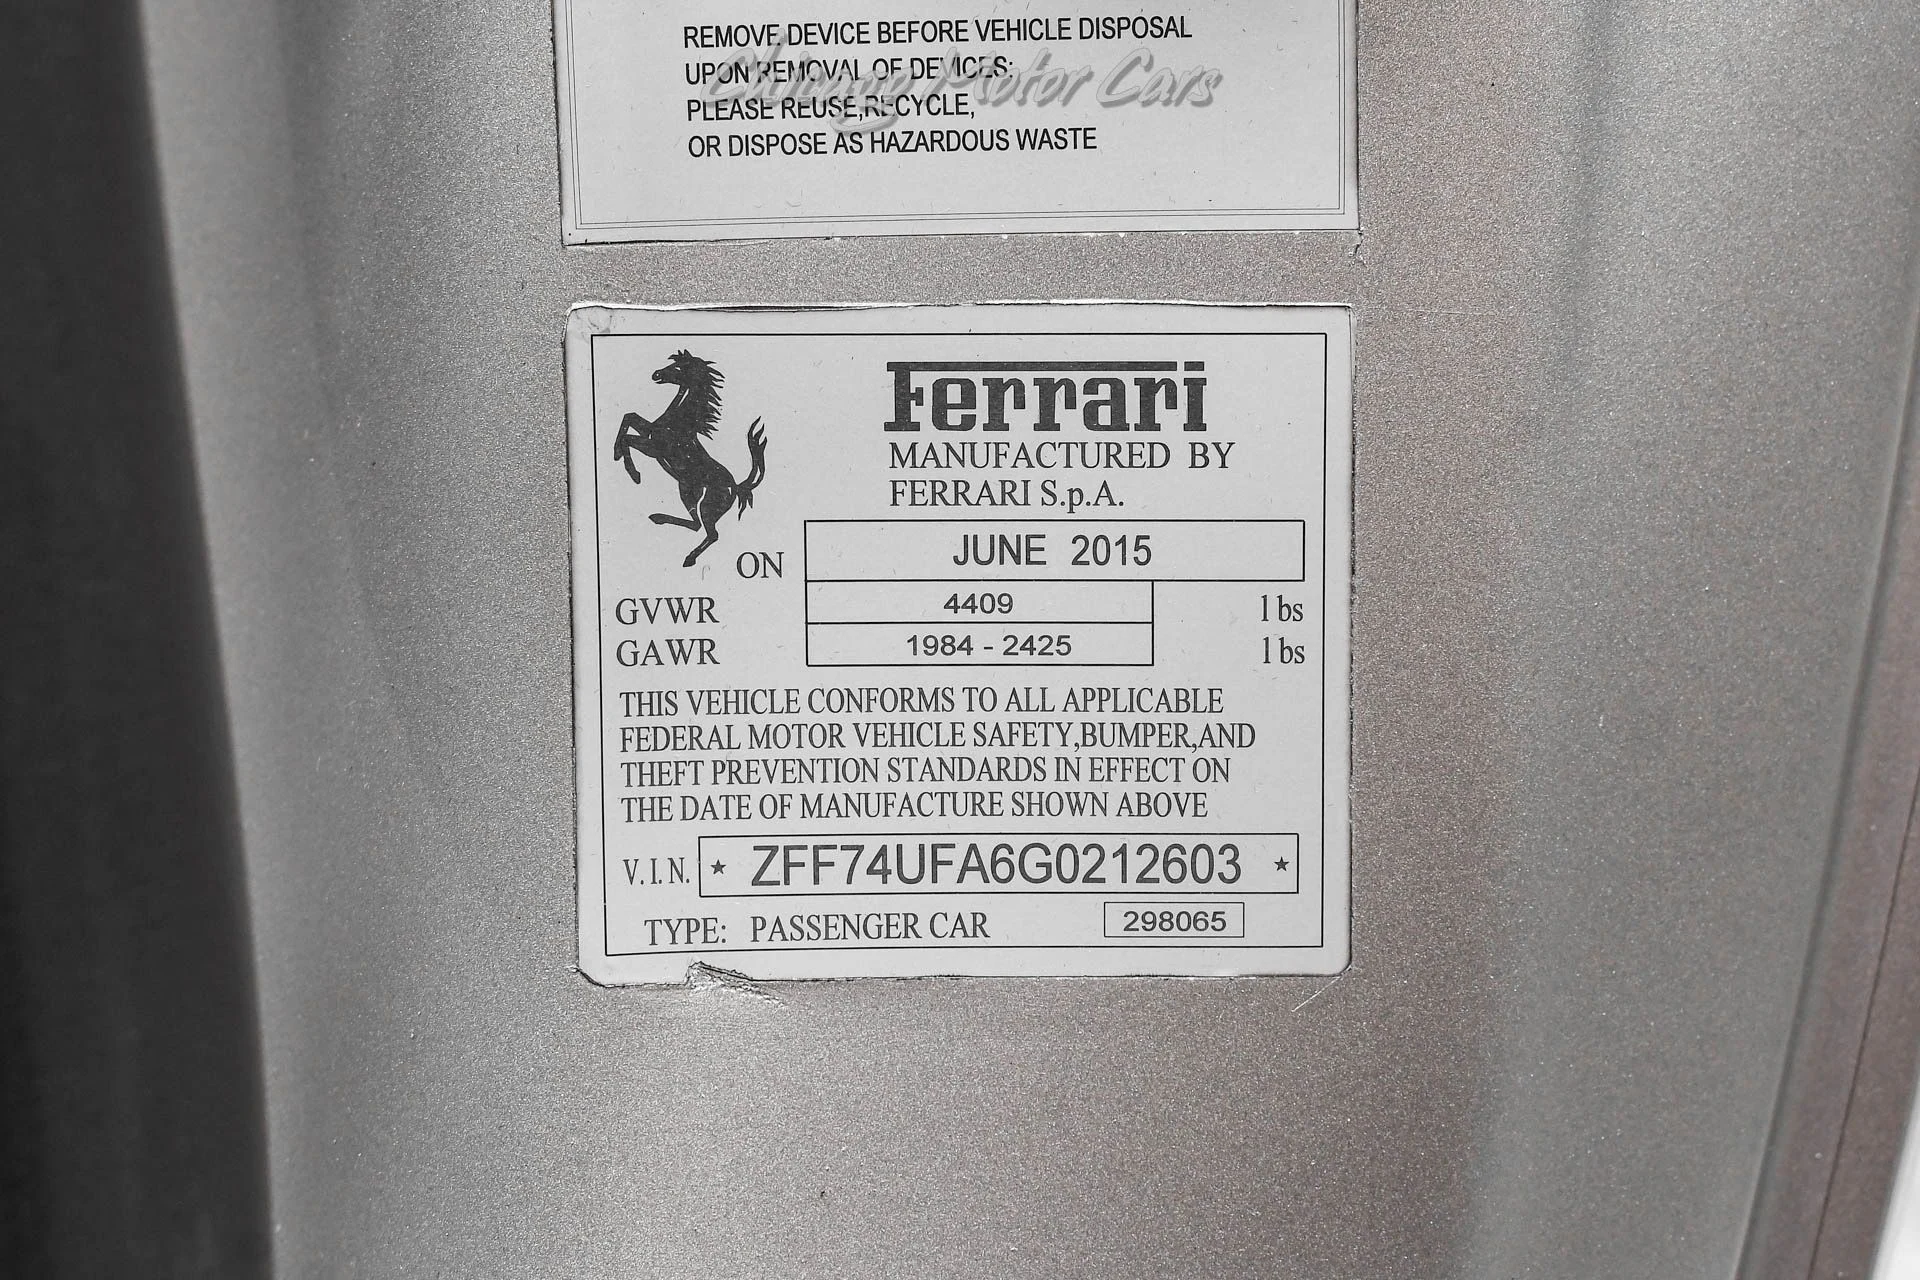 REMOVE DEVICE BEFORE VEHICLE DISPOSAL
UPON REMOVAL OF DEVICES:
Chicago Motor Cars
PLEASE REUSE,RECYCLE,
OR DISPOSE AS HAZARDOUS WASTE
Ferrari
MANUFACTURED BY
FERRARI S.p.A.
ON JUNE 2015
GVWR 4409 lbs
GAWR 1984 - 2425 lbs
THIS VEHICLE CONFORMS TO ALL APPLICABLE
FEDERAL MOTOR VEHICLE SAFETY,BUMPER,AND
THEFT PREVENTION STANDARDS IN EFFECT ON
THE DATE OF MANUFACTURE SHOWN ABOVE
V.I.N. ★ ZFF74UFA6G0212603 ★
TYPE: PASSENGER CAR 298065